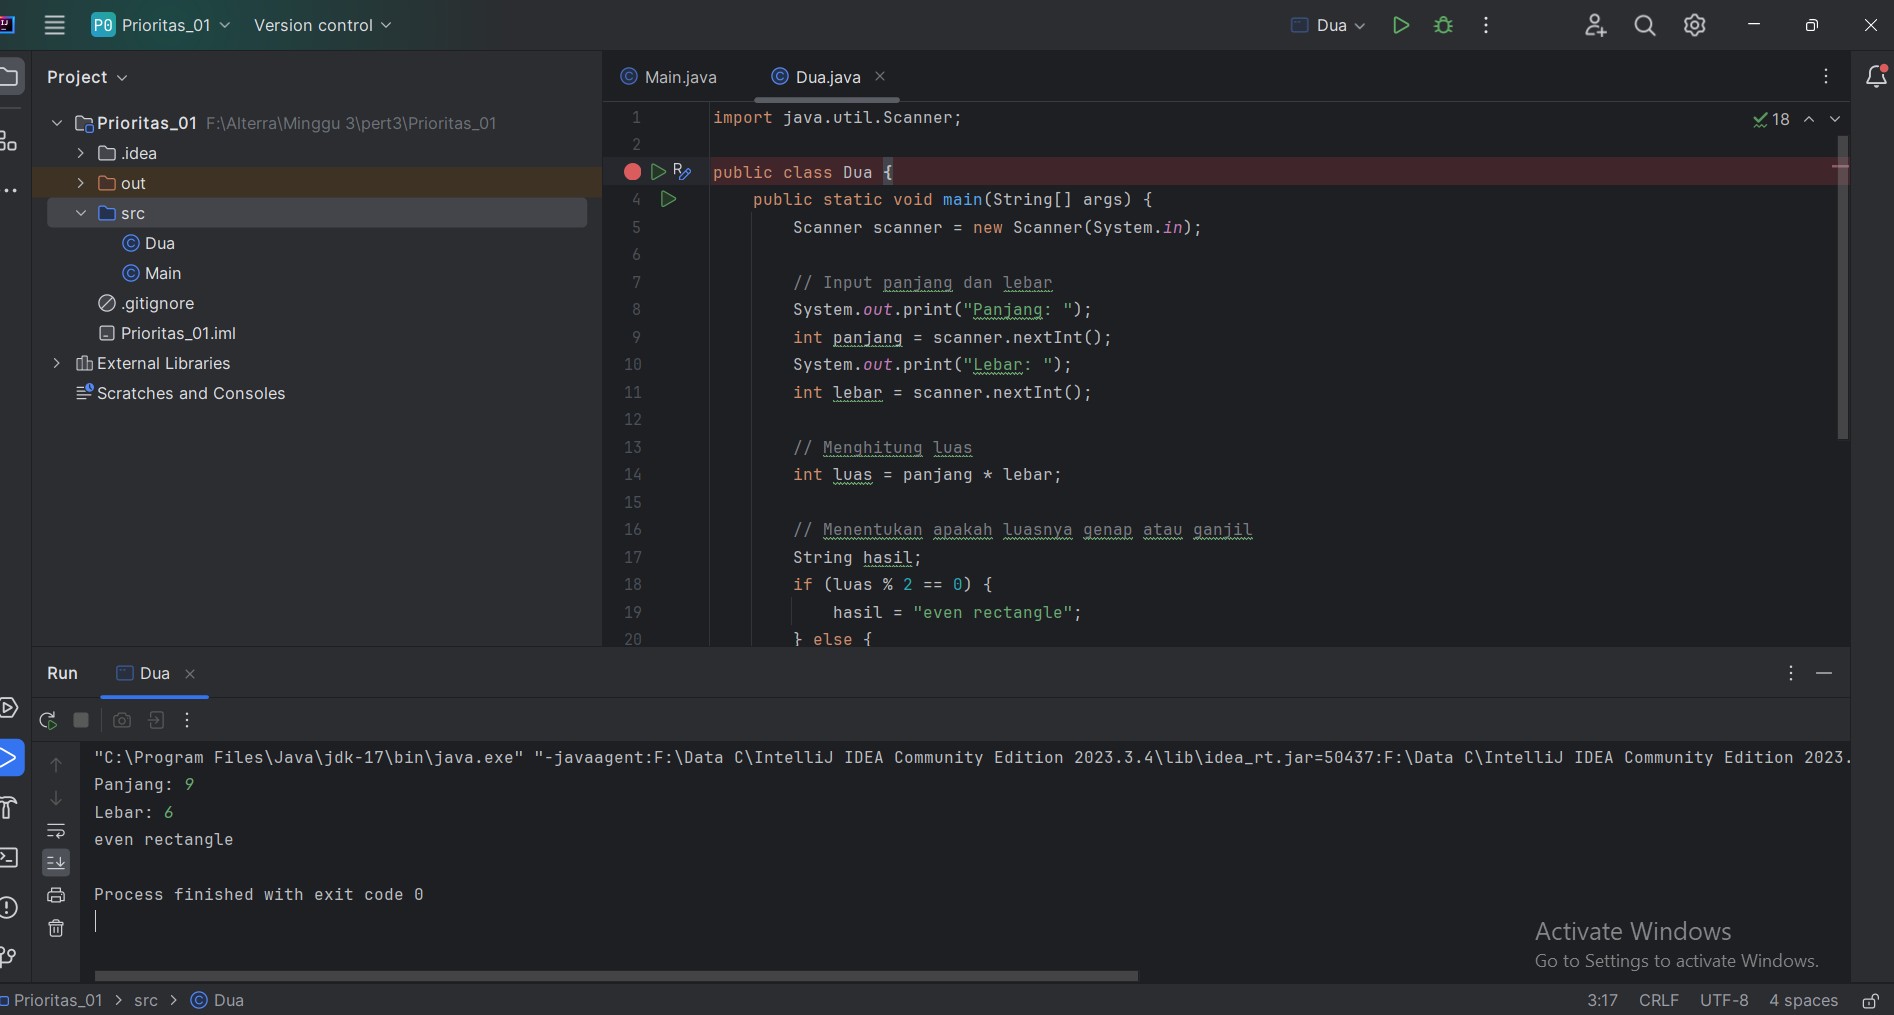 P0 Prioritas_01 Version control Dua
Project
Main.java Dua.java
Prioritas_01 F:\Alterra\Minggu 3\pert3\Prioritas_01
.idea
out
src
Dua
Main
.gitignore
Prioritas_01.iml
External Libraries
Scratches and Consoles
18
1 import java.util.Scanner;
2
public class Dua {
4 public static void main(String[] args) {
5 Scanner scanner = new Scanner(System.in);
6
7 // Input panjang dan lebar
8 System.out.print("Panjang: ");
9 int panjang = scanner.nextInt();
10 System.out.print("Lebar: ");
11 int lebar = scanner.nextInt();
12
13 // Menghitung luas
14 int luas = panjang * lebar;
15
16 // Menentukan apakah luasnya genap atau ganjil
17 String hasil;
18 if (luas % 2 == 0) {
19 hasil = "even rectangle";
20 } else {
Run Dua
"C:\Program Files\Java\jdk-17\bin\java.exe" "-javaagent:F:\Data C\IntelliJ IDEA Community Edition 2023.3.4\lib\idea_rt.jar=50437:F:\Data C\IntelliJ IDEA Community Edition 2023.
Panjang: 9
Lebar: 6
even rectangle
Process finished with exit code 0
Activate Windows
Go to Settings to activate Windows.
Prioritas_01 > src > Dua
3:17 CRLF UTF-8 4 spaces